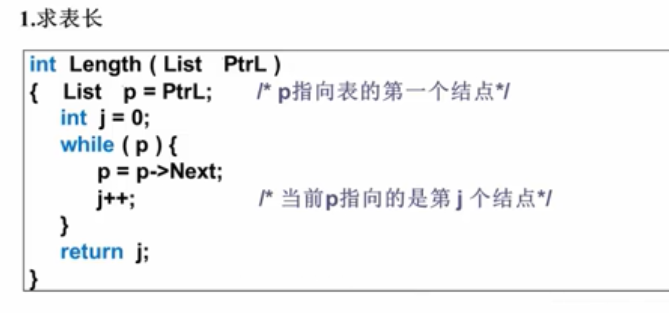 1.求表长
int Length ( List PtrL )
{ List p = PtrL; /* p指向表的第一个结点*/
int j = 0;
while ( p ) {
p = p->Next;
j++; /* 当前p指向的是第 j 个结点*/
}
return j;
}